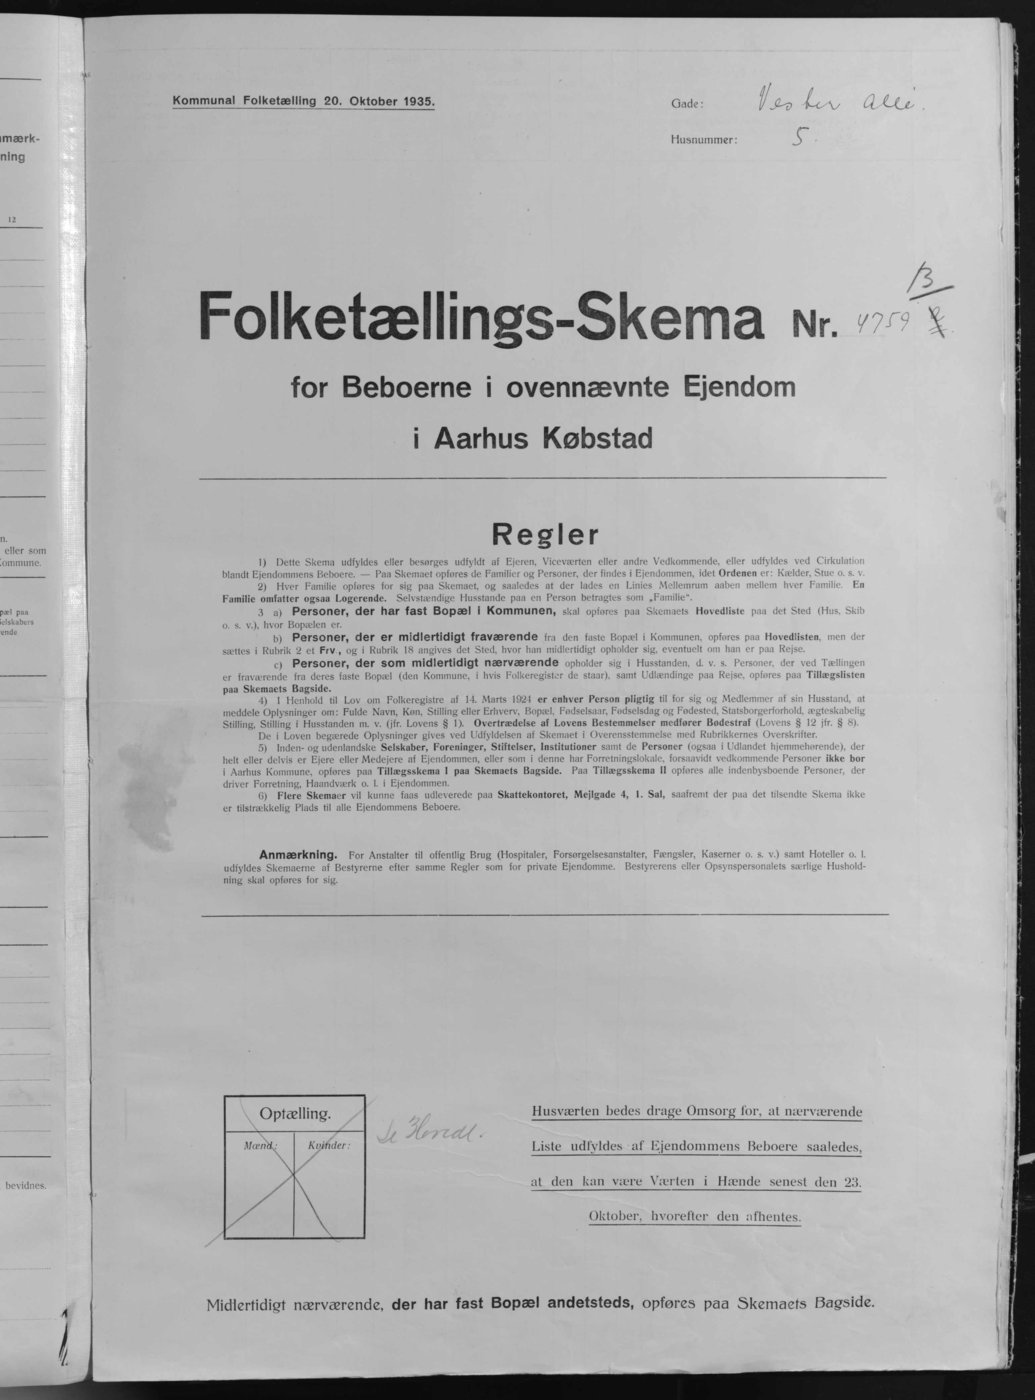 nmærk-
ning
12
n.
eller som
Kommune.
pæl paa
Selskabers
ende
bevidnes.
Kommunal Folketælling 20. Oktober 1935.
Gade: Vester Allé.
Husnummer: 5.
B
Folketællings-Skema Nr. 4759
for Beboerne i ovennævnte Ejendom
i Aarhus Købstad
Regler
1) Dette Skema udfyldes eller besørges udfyldt af Ejeren, Viceværten eller andre Vedkommende, eller udfyldes ved Cirkulation
blandt Ejendommens Beboere. — Paa Skemaet opføres de Familier og Personer, der findes i Ejendommen, idet Ordenen er: Kælder, Stue o. s. v.
2) Hver Familie opføres for sig paa Skemaet, og saaledes at der lades en Linies Mellemrum aaben mellem hver Familie. En
Familie omfatter ogsaa Logerende. Selvstændige Husstande paa en Person betragtes som „Familie".
3 a) Personer, der har fast Bopæl i Kommunen, skal opføres paa Skemaets Hovedliste paa det Sted (Hus, Skib
o. s. v.), hvor Bopælen er.
b) Personer, der er midlertidigt fraværende fra den faste Bopæl i Kommunen, opføres paa Hovedlisten, men der
sættes i Rubrik 2 et Frv., og i Rubrik 18 angives det Sted, hvor han midlertidigt opholder sig, eventuelt om han er paa Rejse.
c) Personer, der som midlertidigt nærværende opholder sig i Husstanden, d. v. s. Personer, der ved Tællingen
er fraværende fra deres faste Bopæl (den Kommune, i hvis Folkeregister de staar), samt Udlændinge paa Rejse, opføres paa Tillægslisten
paa Skemaets Bagside.
4) I Henhold til Lov om Folkeregistre af 14. Marts 1924 er enhver Person pligtig til for sig og Medlemmer af sin Husstand, at
meddele Oplysninger om: Fulde Navn, Køn, Stilling eller Erhverv, Bopæl, Fødselsaar, Fødselsdag og Fødested, Statsborgerforhold, ægteskabelig
Stilling, Stilling i Husstanden m. v. (jfr. Lovens § 1). Overtrædelse af Lovens Bestemmelser medfører Bødestraf (Lovens § 12 jfr. § 8).
De i Loven begærede Oplysninger gives ved Udfyldelsen af Skemaet i Overensstemmelse med Rubrikkernes Overskrifter.
5) Inden- og udenlandske Selskaber, Foreninger, Stiftelser, Institutioner samt de Personer (ogsaa i Udlandet hjemmehørende), der
helt eller delvis er Ejere eller Medejere af Ejendommen, eller som i denne har Forretningslokale, forsaavidt vedkommende Personer ikke bor
i Aarhus Kommune, opføres paa Tillægsskema I paa Skemaets Bagside. Paa Tillægsskema II opføres alle indenbysboende Personer, der
driver Forretning, Haandværk o. l. i Ejendommen.
6) Flere Skemaer vil kunne faas udleverede paa Skattekontoret, Mejlgade 4, 1. Sal, saafremt der paa det tilsendte Skema ikke
er tilstrækkelig Plads til alle Ejendommens Beboere.
Anmærkning. For Anstalter til offentlig Brug (Hospitaler, Forsørgelsesanstalter, Fængsler, Kaserner o. s. v.) samt Hoteller o. l.
udfyldes Skemaerne af Bestyrerne efter samme Regler som for private Ejendomme. Bestyrerens eller Opsynspersonalets særlige Hushold-
ning skal opføres for sig.
Optælling.
Mænd: Kvinder:
Se Hovedl.
Husværten bedes drage Omsorg for, at nærværende
Liste udfyldes af Ejendommens Beboere saaledes,
at den kan være Værten i Hænde senest den 23.
Oktober, hvorefter den afhentes.
Midlertidigt nærværende, der har fast Bopæl andetsteds, opføres paa Skemaets Bagside.